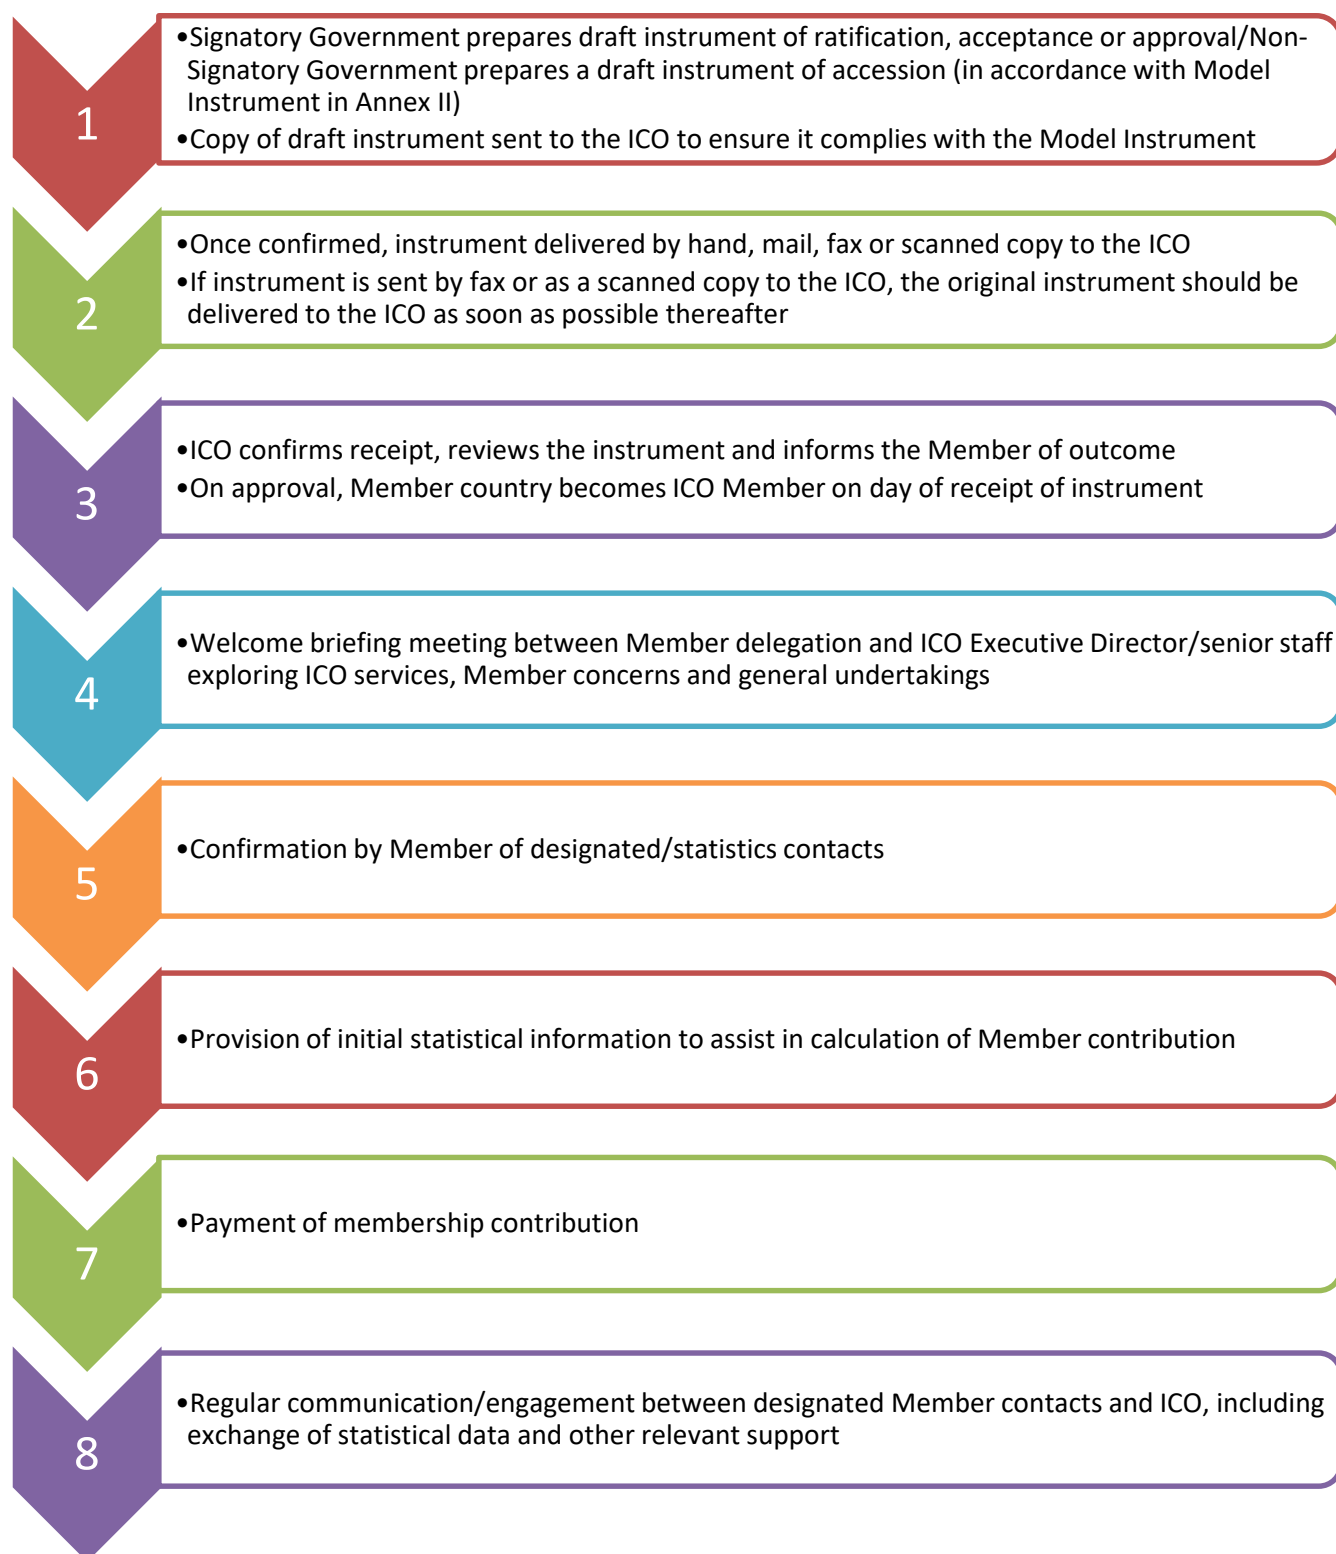 1
•Signatory Government prepares draft instrument of ratification, acceptance or approval/Non-
Signatory Government prepares a draft instrument of accession (in accordance with Model
Instrument in Annex II)
•Copy of draft instrument sent to the ICO to ensure it complies with the Model Instrument
2
•Once confirmed, instrument delivered by hand, mail, fax or scanned copy to the ICO
•If instrument is sent by fax or as a scanned copy to the ICO, the original instrument should be
delivered to the ICO as soon as possible thereafter
3
•ICO confirms receipt, reviews the instrument and informs the Member of outcome
•On approval, Member country becomes ICO Member on day of receipt of instrument
4
•Welcome briefing meeting between Member delegation and ICO Executive Director/senior staff
exploring ICO services, Member concerns and general undertakings
5
•Confirmation by Member of designated/statistics contacts
6
•Provision of initial statistical information to assist in calculation of Member contribution
7
•Payment of membership contribution
8
•Regular communication/engagement between designated Member contacts and ICO, including
exchange of statistical data and other relevant support